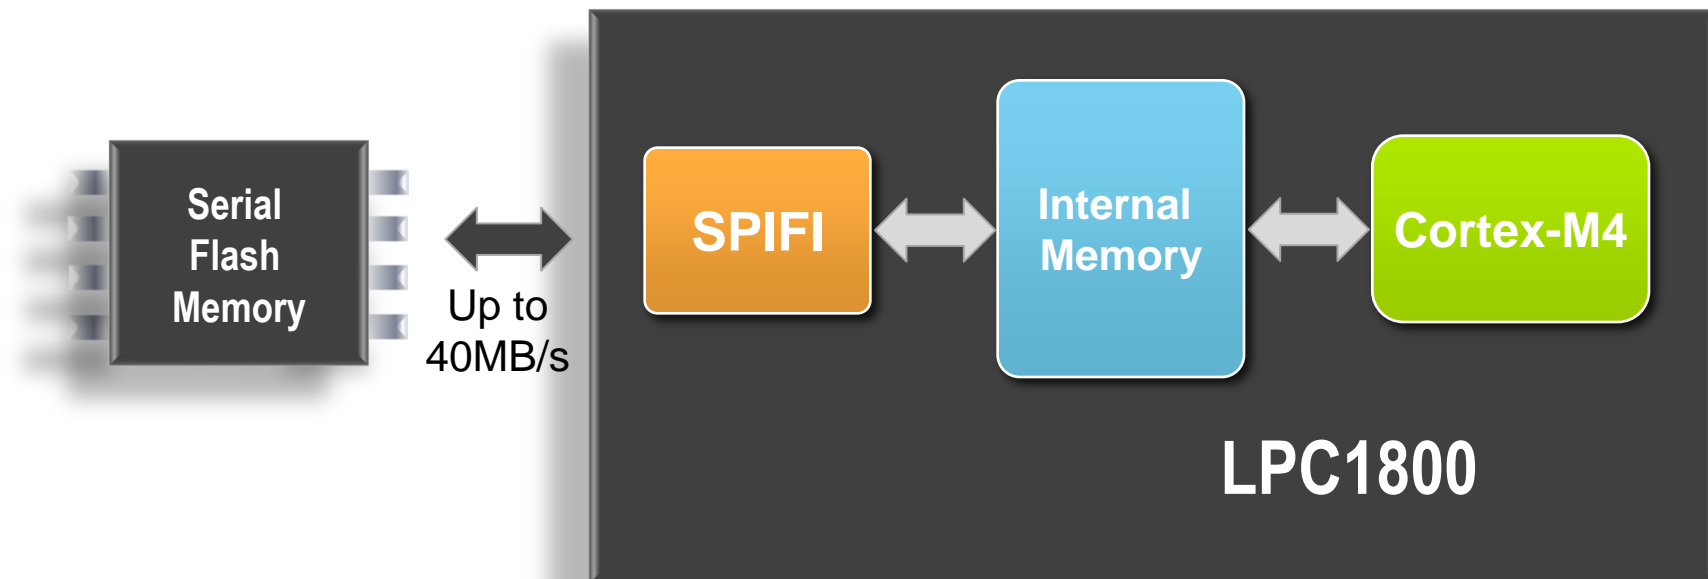 Serial
Flash
Memory
Up to
40MB/s
SPIFI
Internal
Memory
Cortex-M4
LPC1800